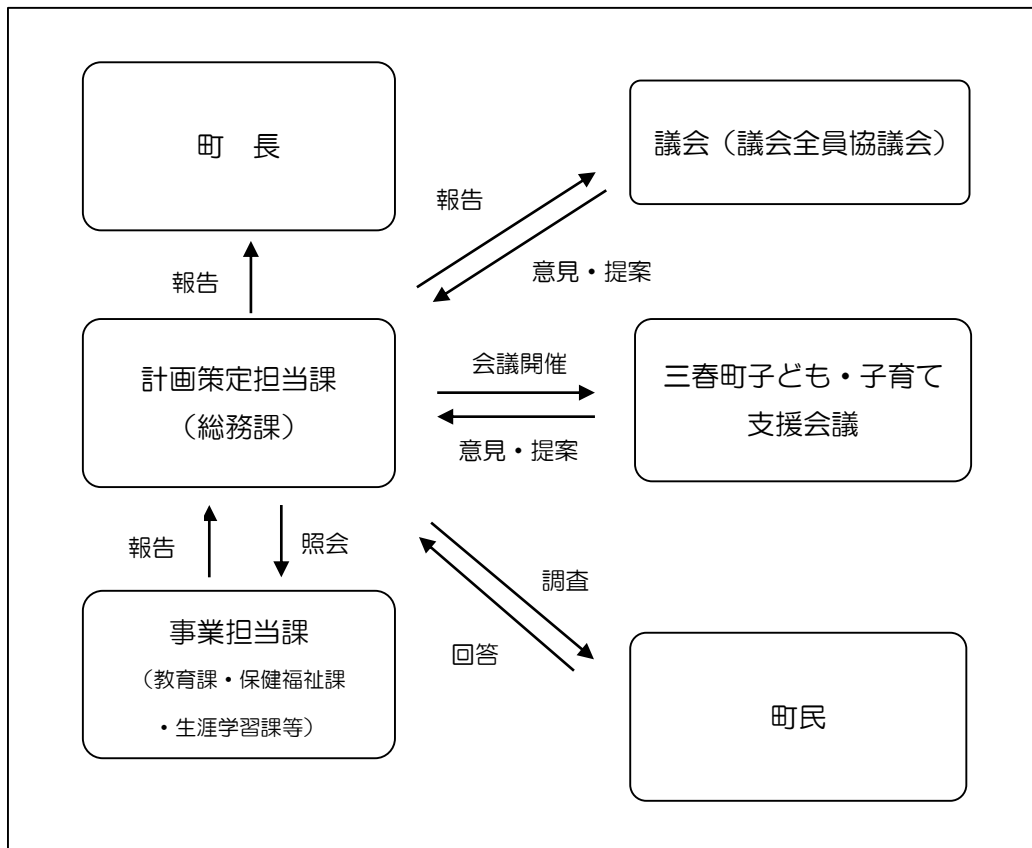 町　長
議会（議会全員協議会）
報告
意見・提案
報告
計画策定担当課
（総務課）
会議開催
意見・提案
三春町子ども・子育て
支援会議
報告
照会
調査
回答
事業担当課
（教育課・保健福祉課
・生涯学習課等）
町民